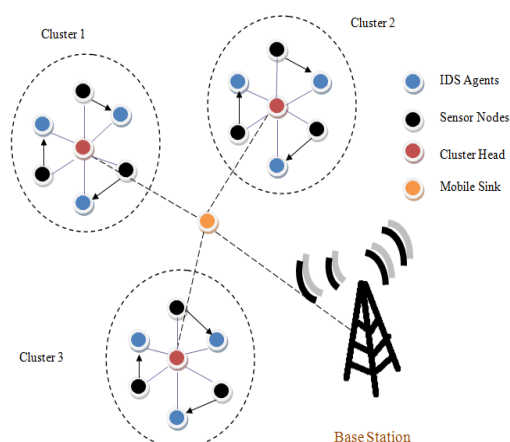 Cluster 2
Cluster 1
IDS Agents
Sensor Nodes
Cluster Head
Mobile Sink
Cluster 3
Base Station